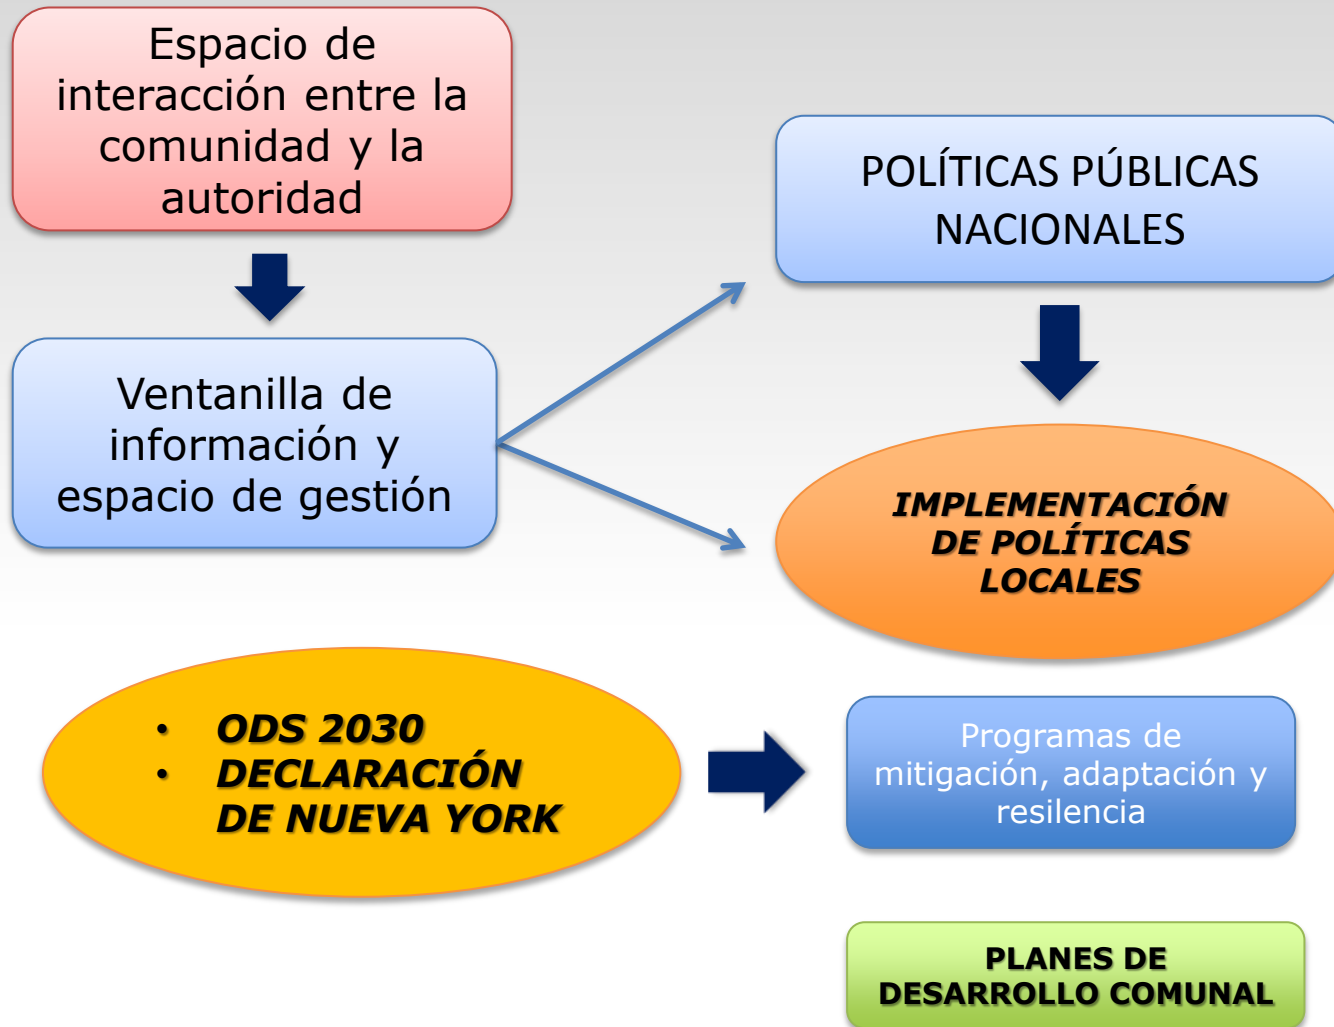 Espacio de
interacción entre la
comunidad y la
autoridad
POLÍTICAS PÚBLICAS
NACIONALES
Ventanilla de
información y
espacio de gestión
IMPLEMENTACIÓN
DE POLÍTICAS
LOCALES
• ODS 2030
• DECLARACIÓN
DE NUEVA YORK
Programas de
mitigación, adaptación y
resilencia
PLANES DE
DESARROLLO COMUNAL